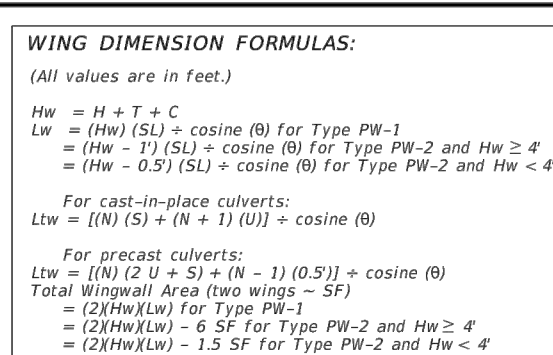 WING DIMENSION FORMULAS:
(All values are in feet.)
Hw = H + T + C
Lw = (Hw) (SL) ÷ cosine (θ) for Type PW-1
= (Hw - 1') (SL) ÷ cosine (θ) for Type PW-2 and Hw ≥ 4'
= (Hw - 0.5') (SL) ÷ cosine (θ) for Type PW-2 and Hw < 4'
For cast-in-place culverts:
Ltw = [(N) (S) + (N + 1) (U)] ÷ cosine (θ)
For precast culverts:
Ltw = [(N) (2 U + S) + (N - 1) (0.5')] ÷ cosine (θ)
Total Wingwall Area (two wings ~ SF)
= (2)(Hw)(Lw) for Type PW-1
= (2)(Hw)(Lw) - 6 SF for Type PW-2 and Hw ≥ 4'
= (2)(Hw)(Lw) - 1.5 SF for Type PW-2 and Hw < 4'